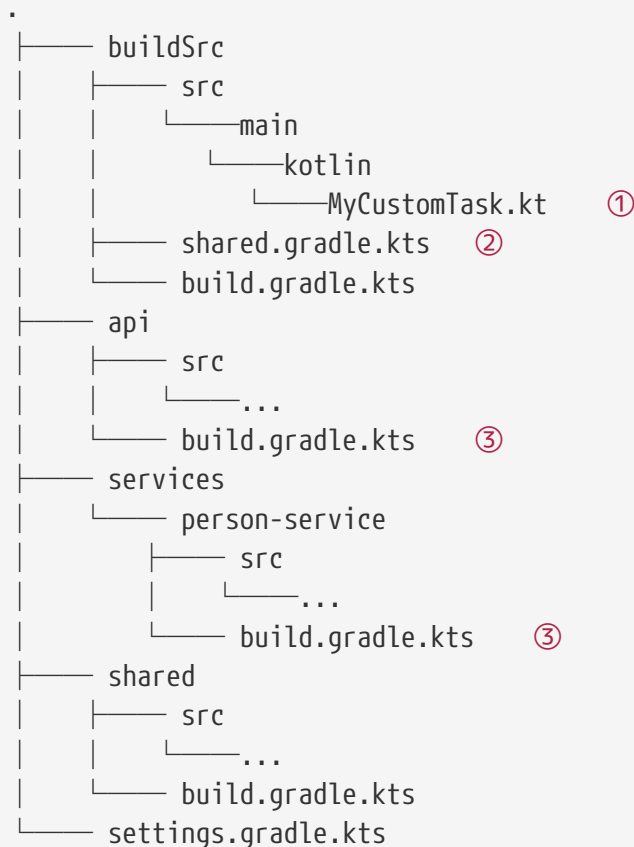 .
├── buildSrc
│   ├── src
│   │   └──main
│   │      └──kotlin
│   │         └──MyCustomTask.kt ①
│   ├── shared.gradle.kts ②
│   └── build.gradle.kts
├── api
│   ├── src
│   │   └──...
│   └── build.gradle.kts ③
├── services
│   └── person-service
│       ├── src
│       │   └──...
│       └── build.gradle.kts ③
├── shared
│   ├── src
│   │   └──...
│   └── build.gradle.kts
└── settings.gradle.kts